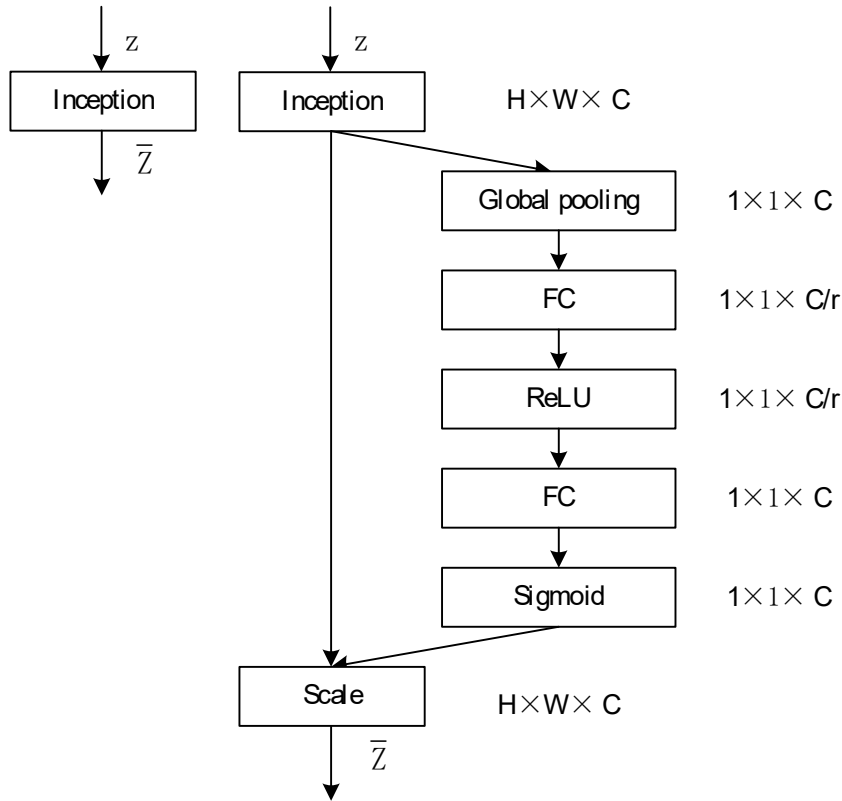 z
Inception
Z̅
z
Inception
H×W× C
Global pooling
1×1× C
FC
1×1× C/r
ReLU
1×1× C/r
FC
1×1× C
Sigmoid
1×1× C
Scale
H×W× C
Z̅